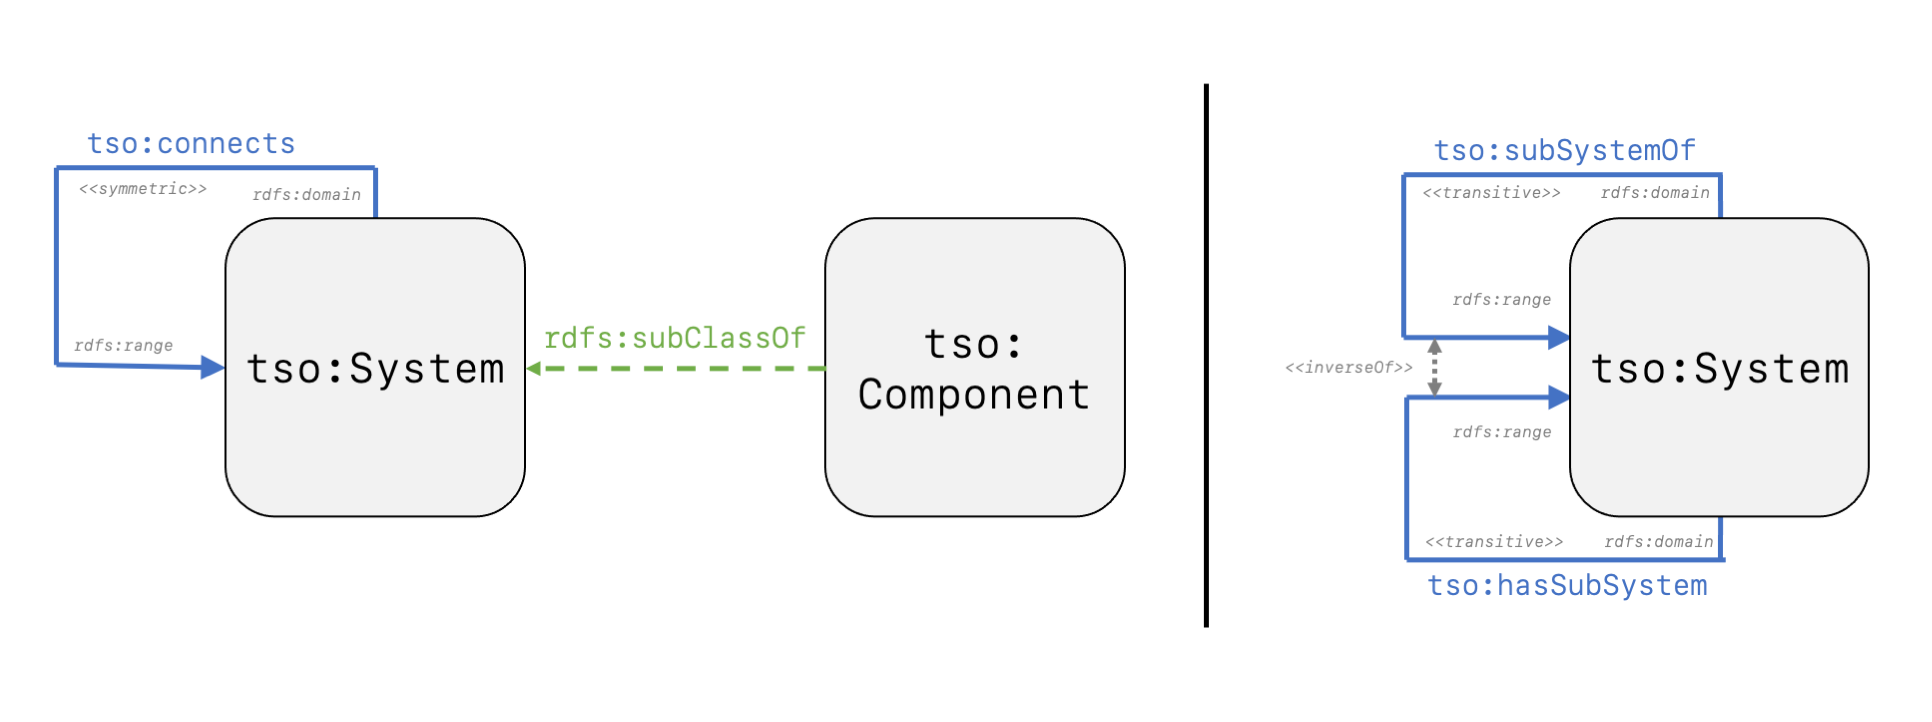 tso:connects
<<symmetric>>
rdfs:domain
rdfs:range
tso:System
rdfs:subClassOf
tso:
Component
tso:subSystemOf
<<transitive>>
rdfs:domain
rdfs:range
<<inverseOf>>
tso:System
rdfs:range
<<transitive>>
rdfs:domain
tso:hasSubSystem